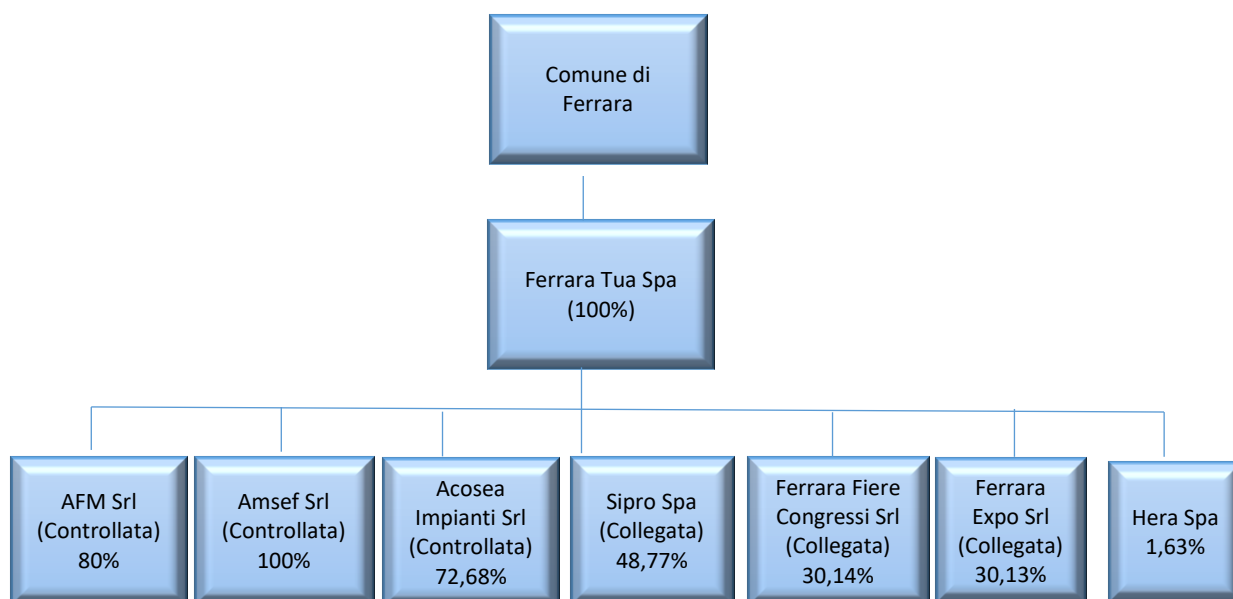 Comune di
Ferrara
Ferrara Tua Spa
(100%)
AFM Srl
(Controllata)
80%
Amsef Srl
(Controllata)
100%
Acosea
Impianti Srl
(Controllata)
72,68%
Sipro Spa
(Collegata)
48,77%
Ferrara Fiere
Congressi Srl
(Collegata)
30,14%
Ferrara
Expo Srl
(Collegata)
30,13%
Hera Spa
1,63%